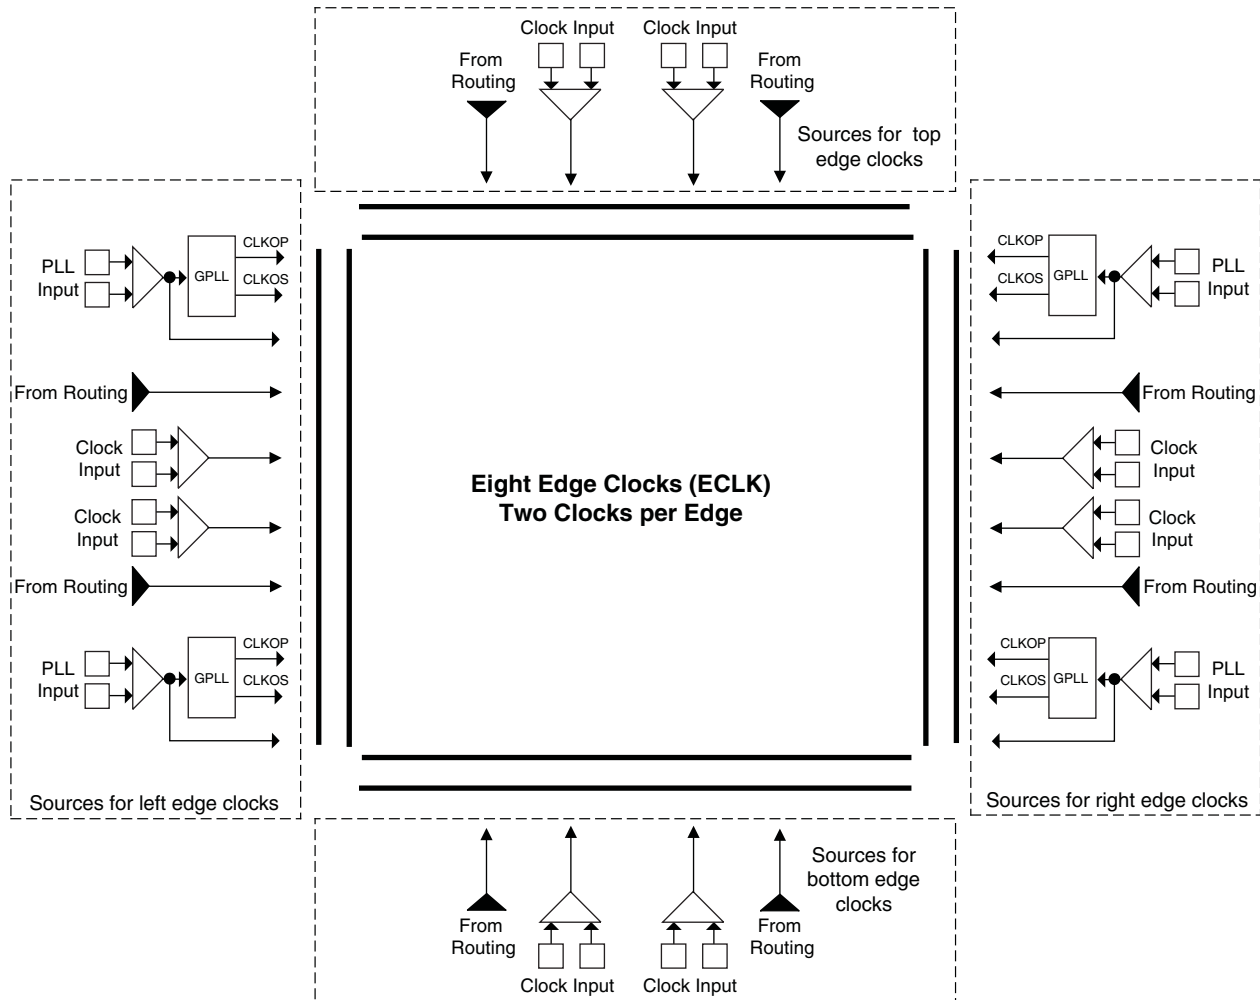 Clock Input
Clock Input
From
Routing
From
Routing
Sources for top
edge clocks
PLL
Input
GPLL
CLKOP
CLKOS
From Routing
Clock
Input
Clock
Input
From Routing
PLL
Input
GPLL
CLKOP
CLKOS
Sources for left edge clocks
Eight Edge Clocks (ECLK)
Two Clocks per Edge
CLKOP
CLKOS
GPLL
PLL
Input
From Routing
Clock
Input
Clock
Input
From Routing
CLKOP
CLKOS
GPLL
PLL
Input
Sources for right edge clocks
Sources for
bottom edge
clocks
From
Routing
From
Routing
Clock Input
Clock Input